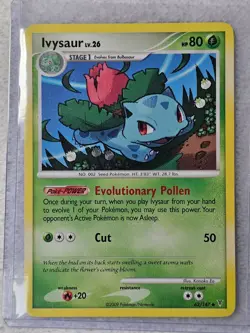 Ivysaur LV.26
HP 80
STAGE 1 Evolves from Bulbasaur
NO. 002 Seed Pokémon HT: 3'03" WT: 28.7 lbs.
Poké-POWER Evolutionary Pollen
Once during your turn, when you play Ivysaur from your hand
to evolve 1 of your Pokémon, you may use this power. Your
opponent's Active Pokémon is now Asleep.
Cut 50
When the bud on its back starts swelling, a sweet aroma wafts
to indicate the flower's coming bloom.
weakness resistance retreat cost
+20
©2009 Pokémon
62/147